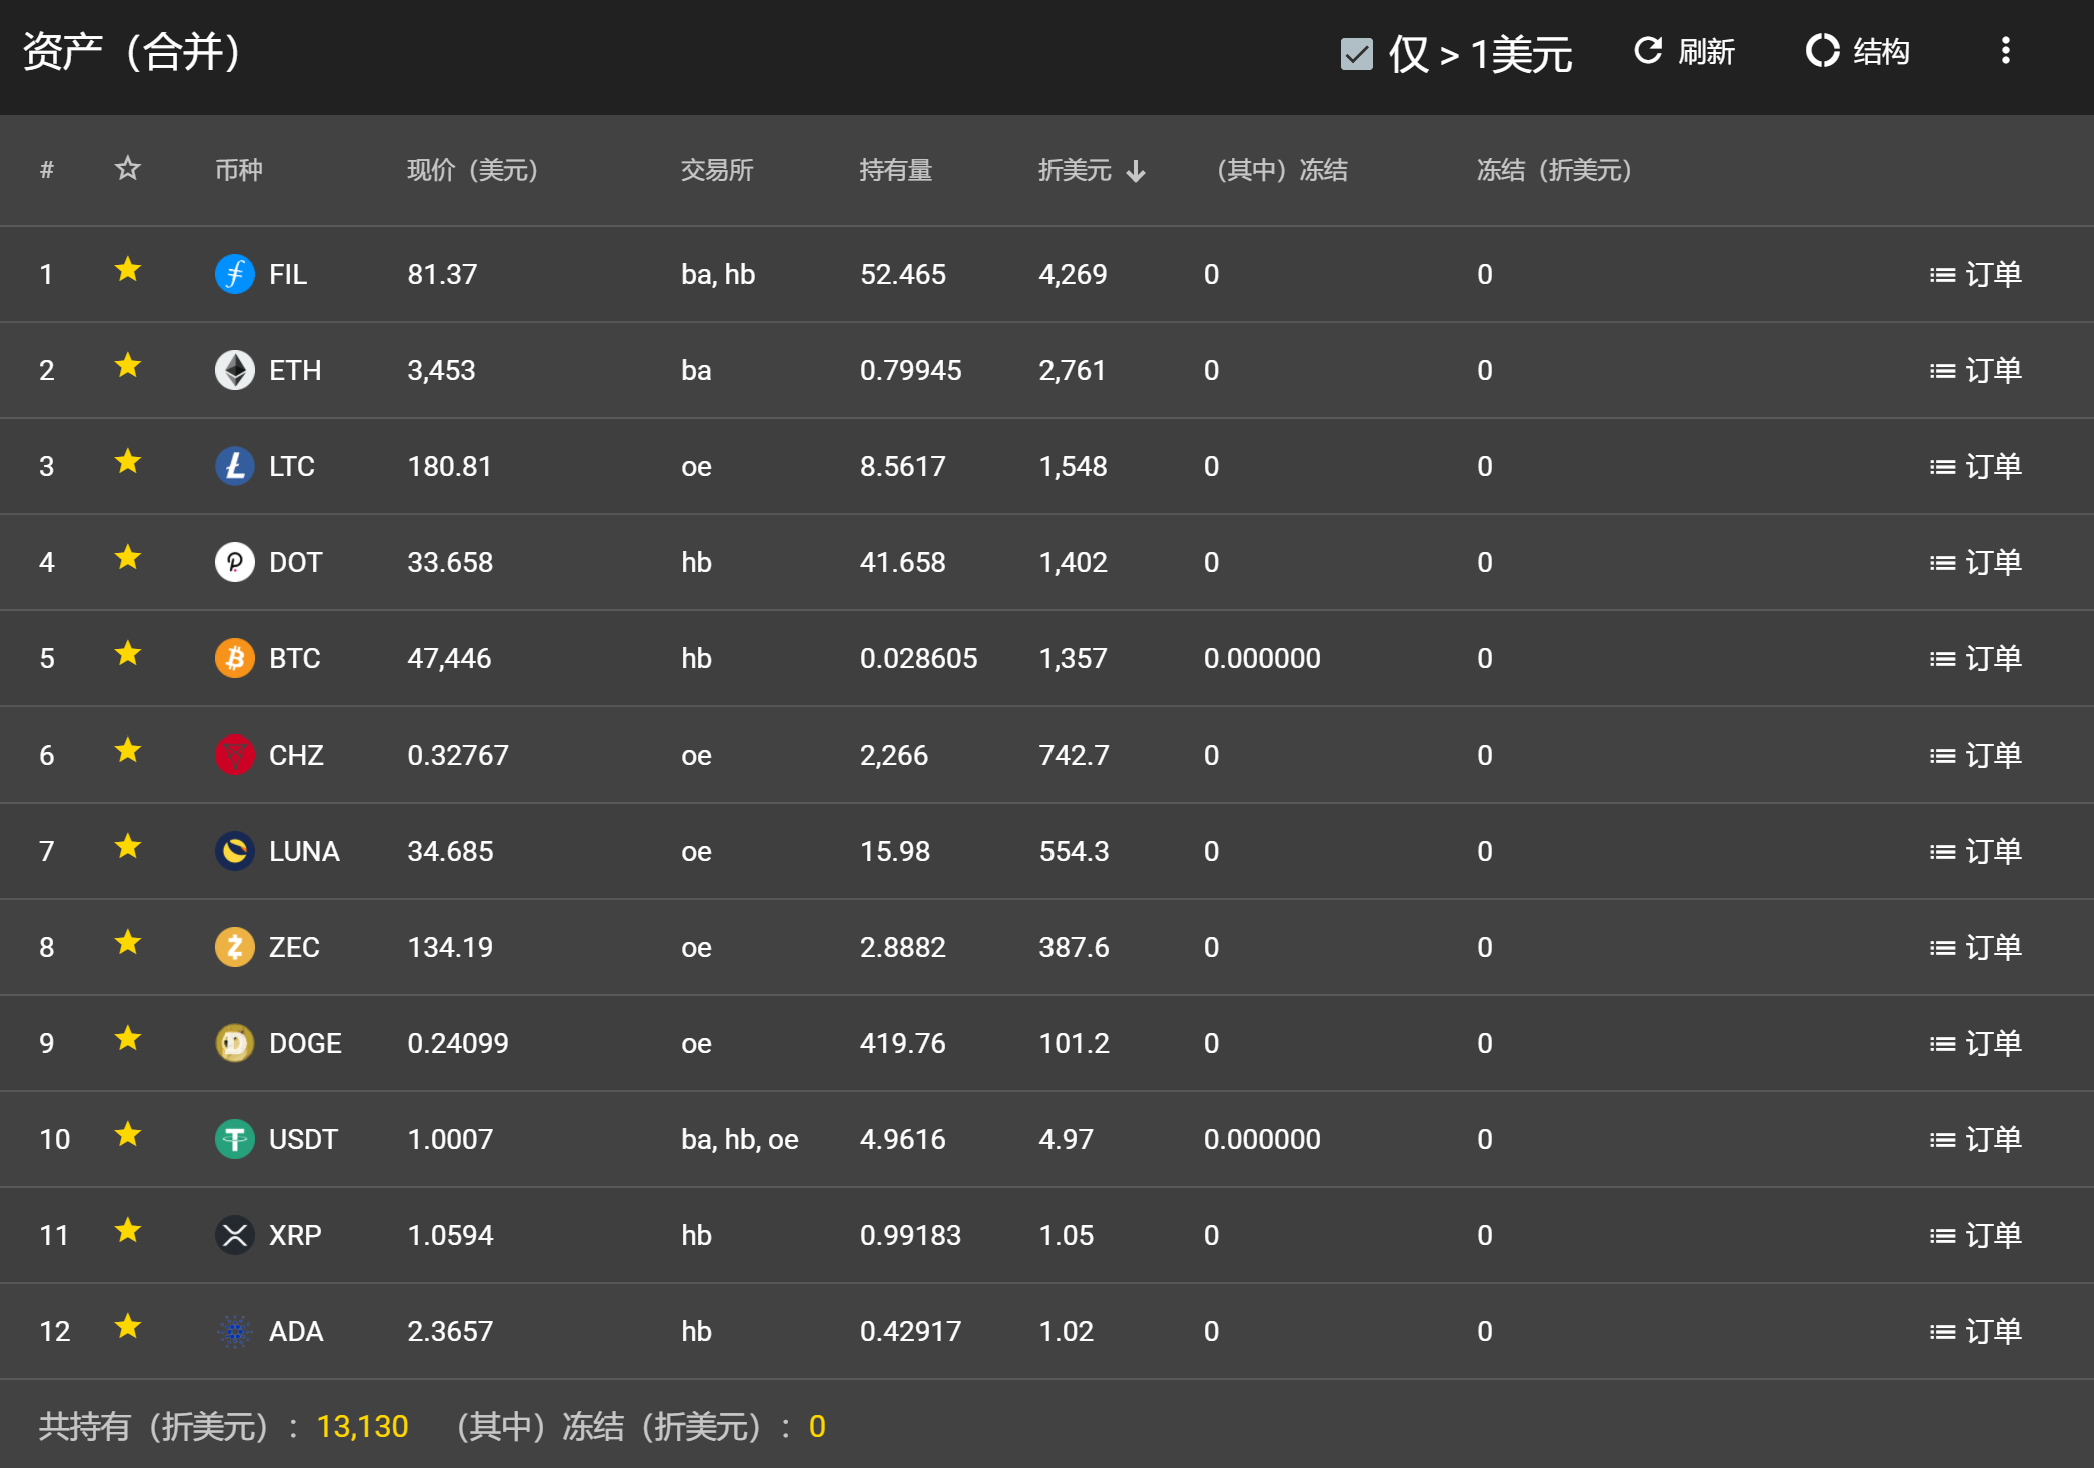 资产（合并）
仅 > 1美元 刷新 结构
# 币种 现价（美元） 交易所 持有量 折美元 （其中）冻结 冻结（折美元）
1 FIL 81.37 ba, hb 52.465 4,269 0 0 订单
2 ETH 3,453 ba 0.79945 2,761 0 0 订单
3 LTC 180.81 oe 8.5617 1,548 0 0 订单
4 DOT 33.658 hb 41.658 1,402 0 0 订单
5 BTC 47,446 hb 0.028605 1,357 0.000000 0 订单
6 CHZ 0.32767 oe 2,266 742.7 0 0 订单
7 LUNA 34.685 oe 15.98 554.3 0 0 订单
8 ZEC 134.19 oe 2.8882 387.6 0 0 订单
9 DOGE 0.24099 oe 419.76 101.2 0 0 订单
10 USDT 1.0007 ba, hb, oe 4.9616 4.97 0.000000 0 订单
11 XRP 1.0594 hb 0.99183 1.05 0 0 订单
12 ADA 2.3657 hb 0.42917 1.02 0 0 订单
共持有（折美元）: 13,130 （其中）冻结（折美元）: 0